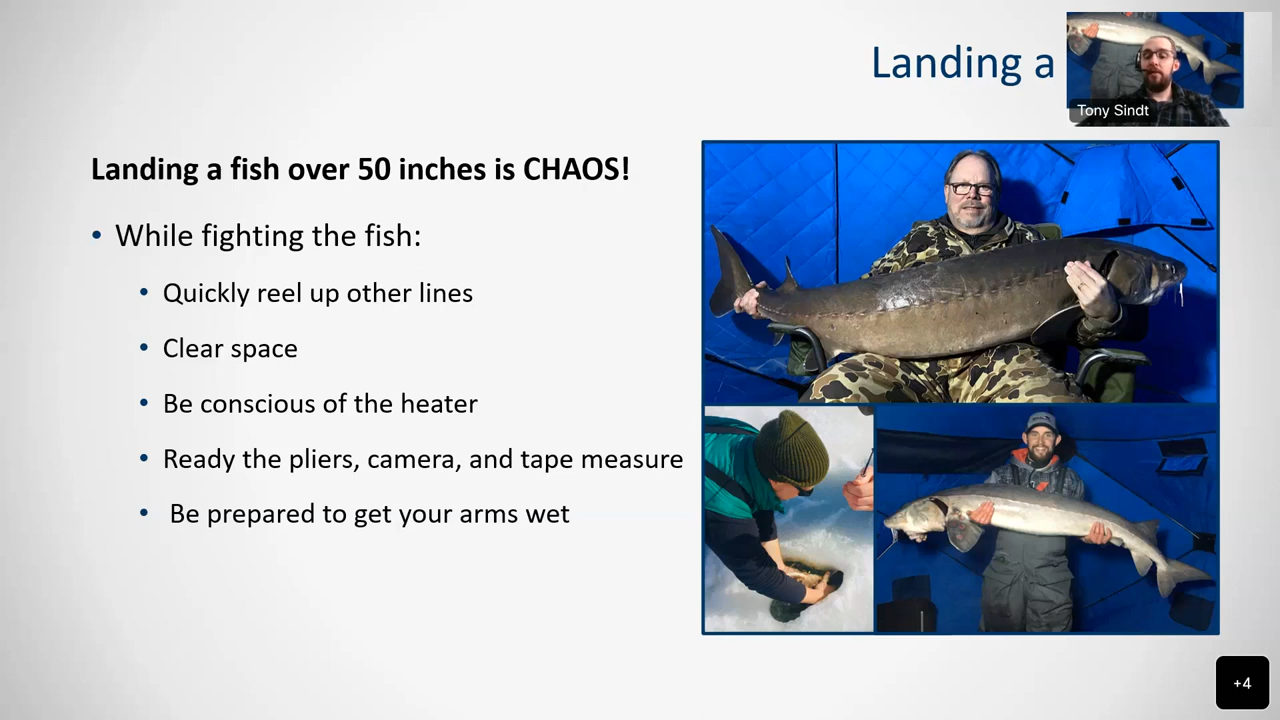 Landing a
Tony Sindt
Landing a fish over 50 inches is CHAOS!
• While fighting the fish:
• Quickly reel up other lines
• Clear space
• Be conscious of the heater
• Ready the pliers, camera, and tape measure
• Be prepared to get your arms wet
+4